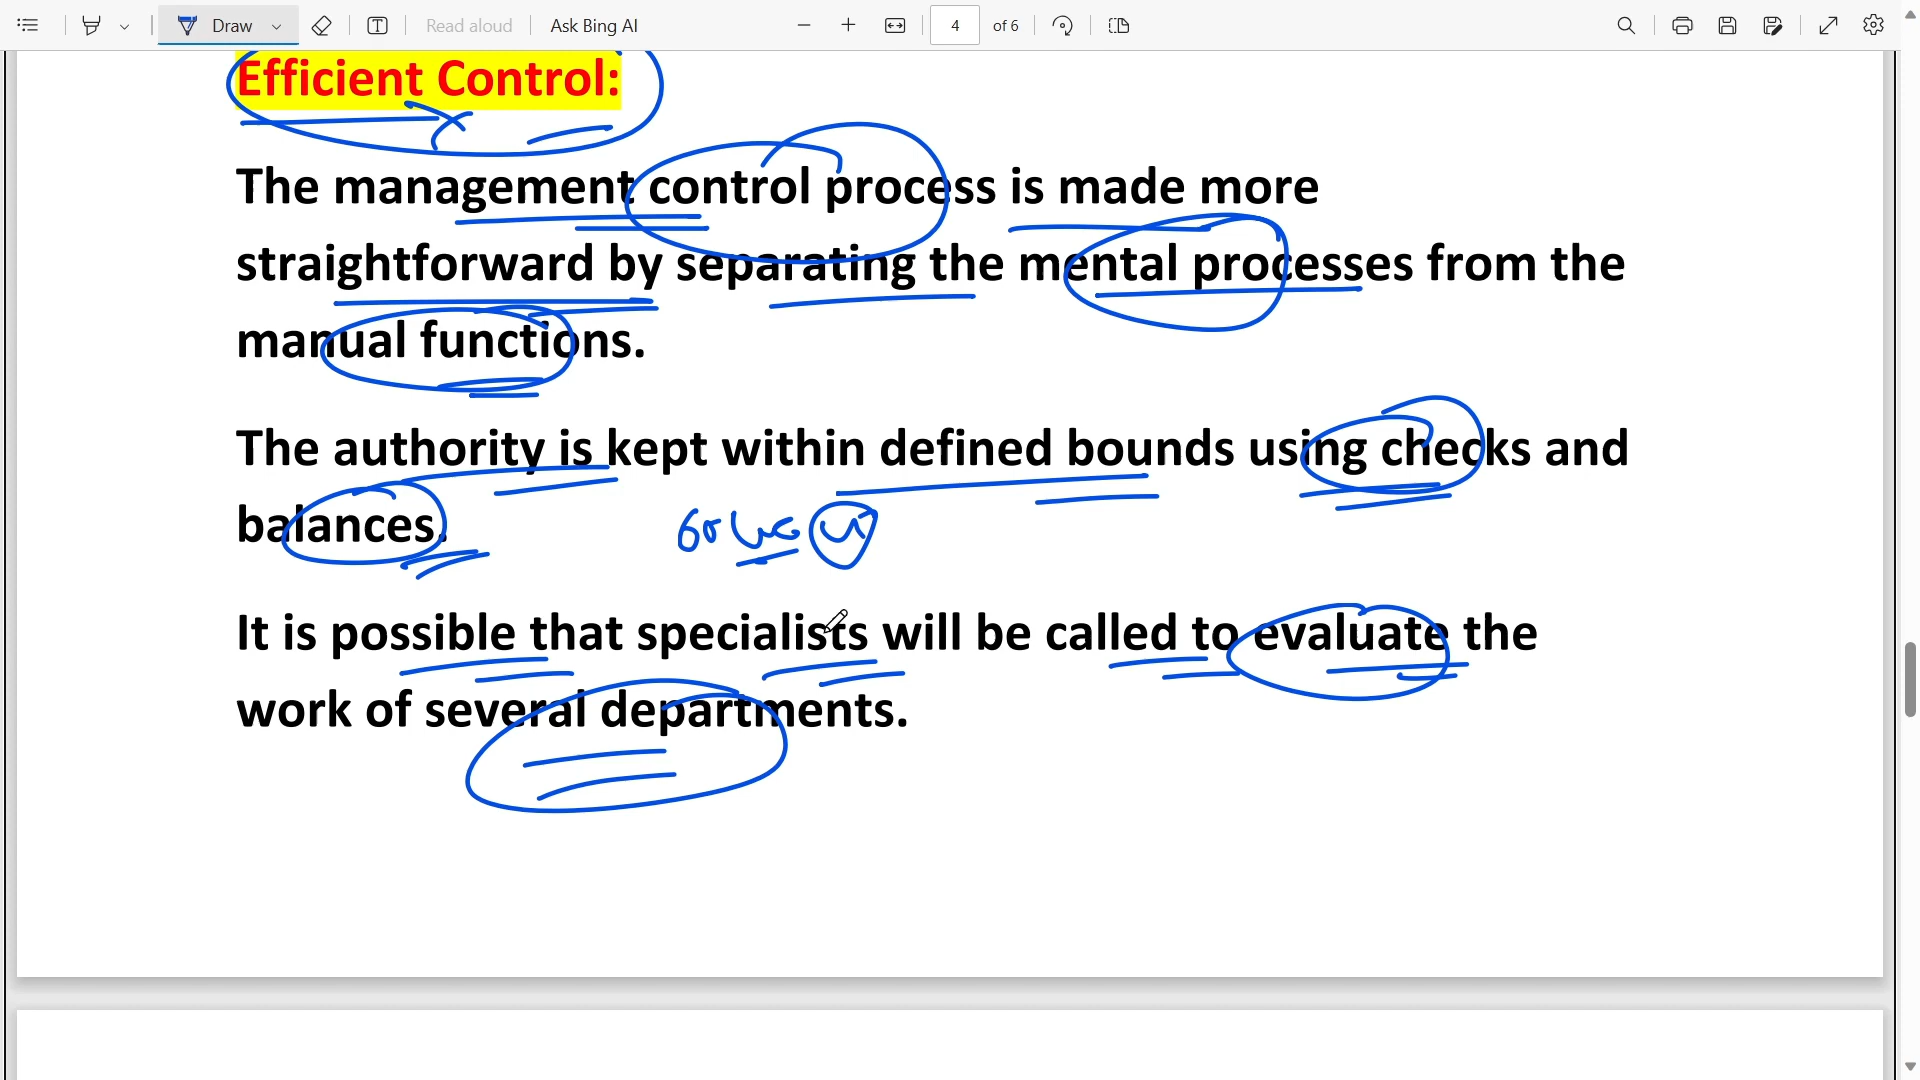 Draw
Read aloud
Ask Bing AI
4 of 6
Efficient Control:
The management control process is made more
straightforward by separating the mental processes from the
manual functions.
The authority is kept within defined bounds using checks and
balances.
It is possible that specialists will be called to evaluate the
work of several departments.